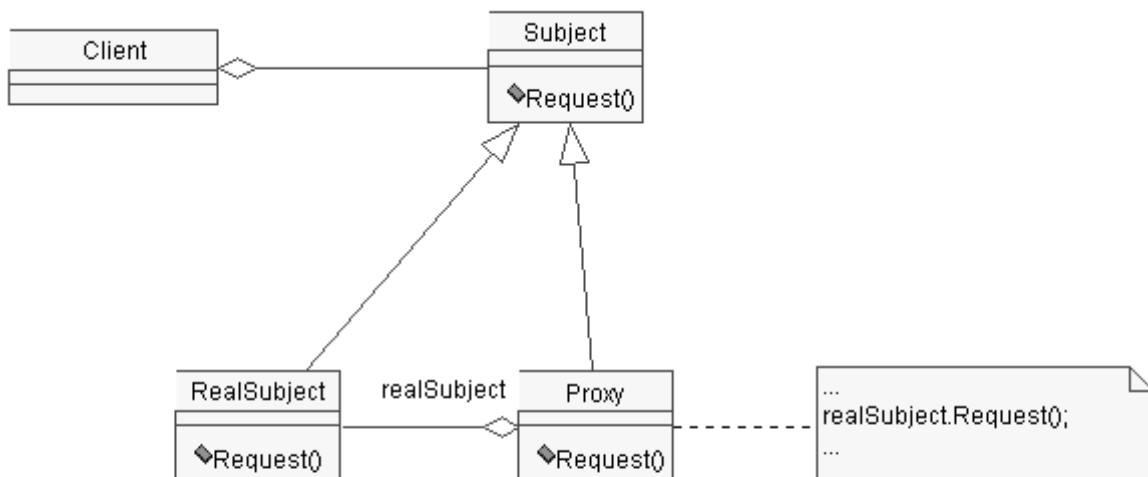 Client
Subject
Request()
RealSubject
Request()
realSubject
Proxy
Request()
...
realSubject.Request();
...